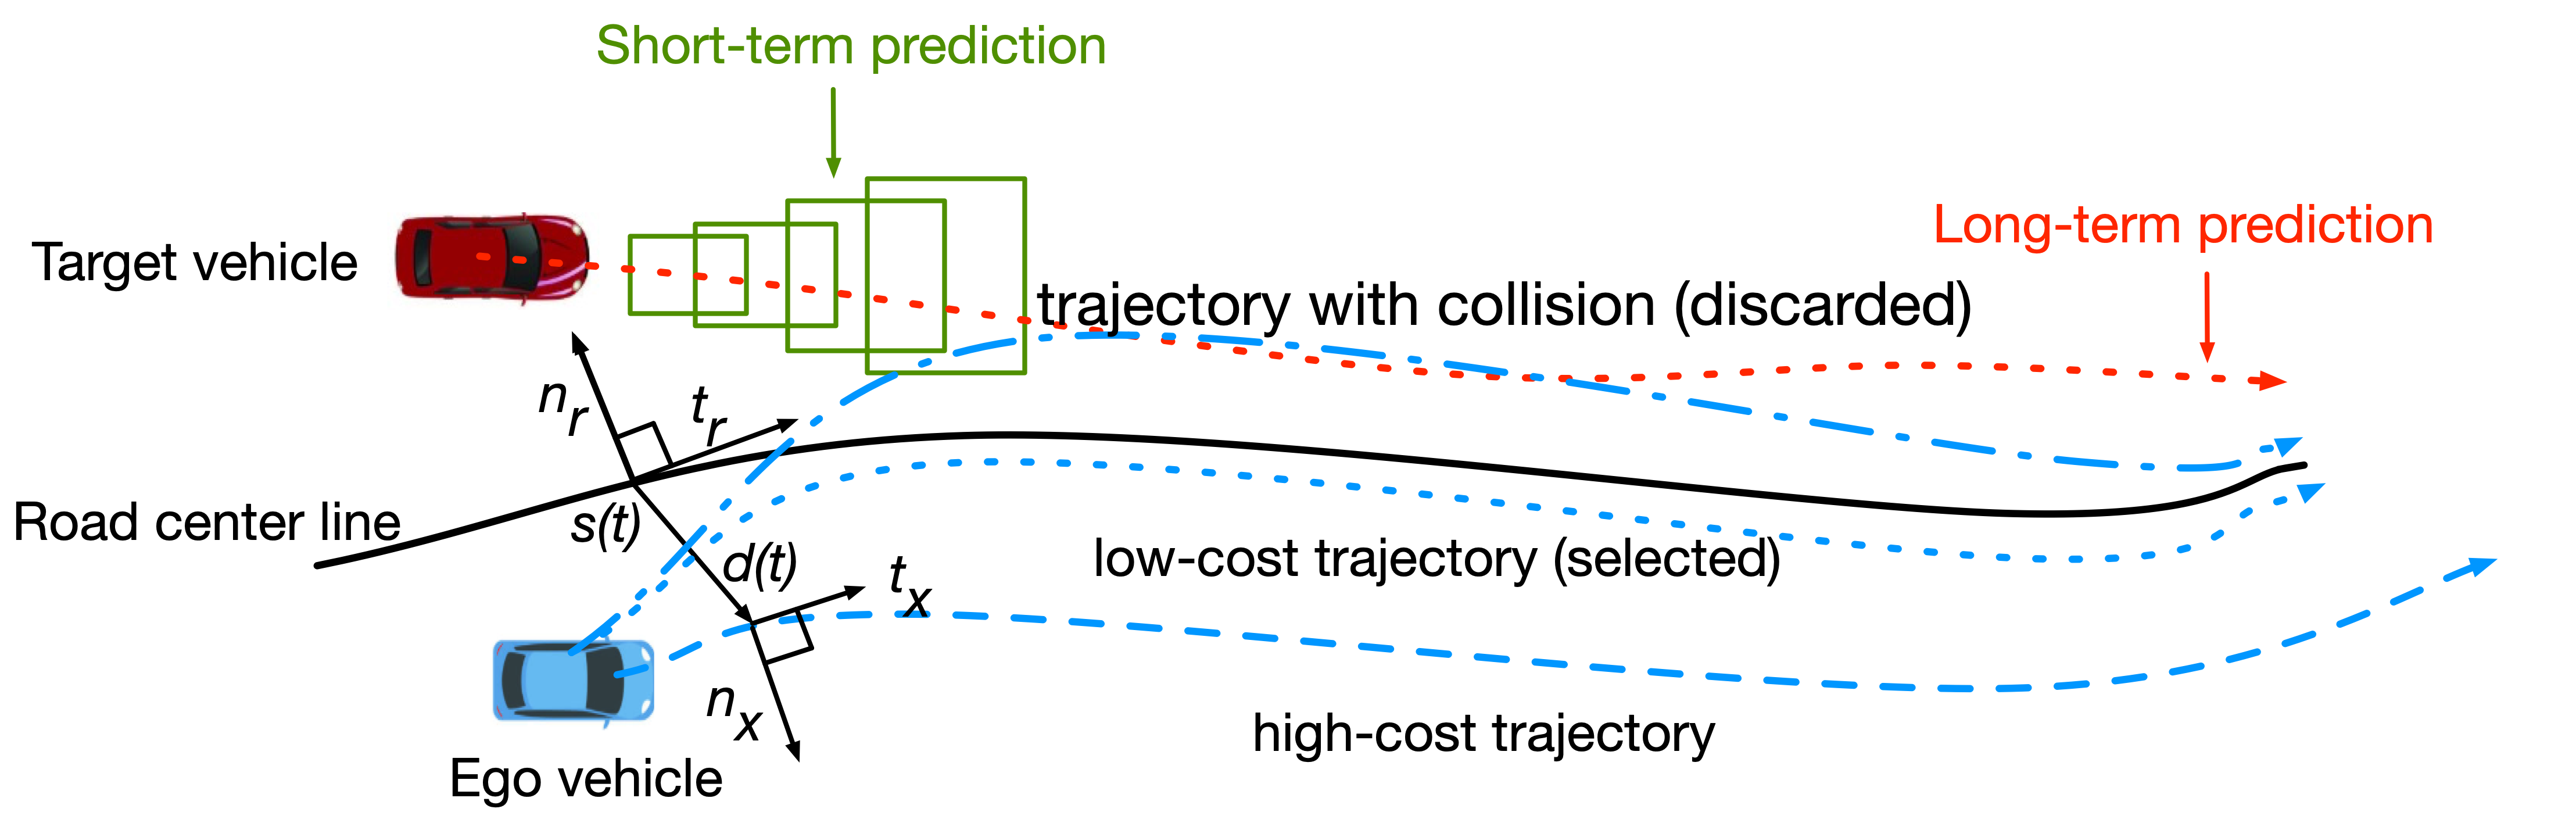 Short-term prediction
Long-term prediction
Target vehicle
trajectory with collision (discarded)
n_r
t_r
Road center line
s(t)
d(t)
low-cost trajectory (selected)
t_x
n_x
high-cost trajectory
Ego vehicle